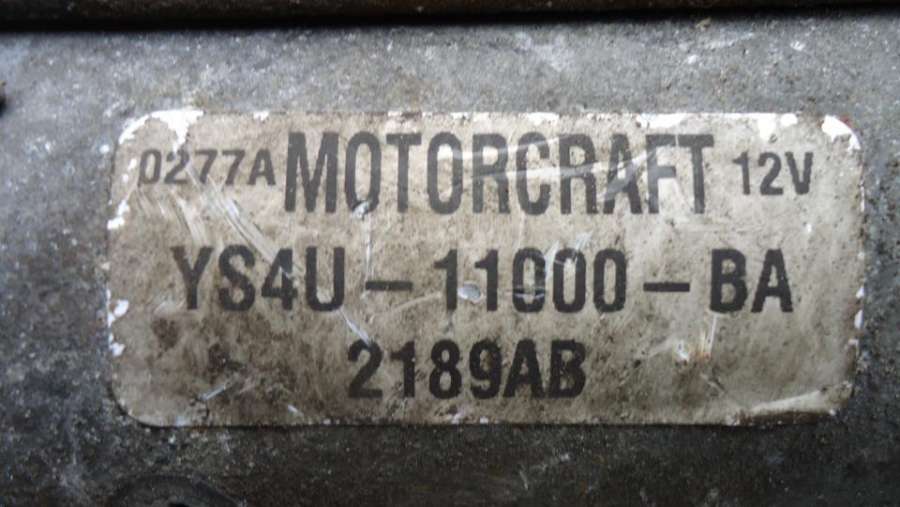 0277A MOTORCRAFT 12V
YS4U-11000-BA
2189AB